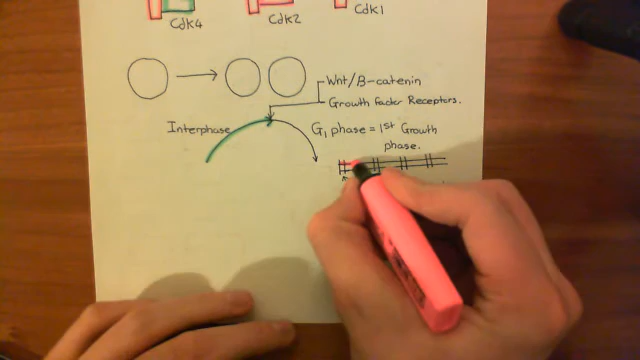 Cdk4
Cdk2
Cdk1
Wnt/B-catenin
Growth factor Receptors.
Interphase
G₁ phase = 1st Growth
phase.